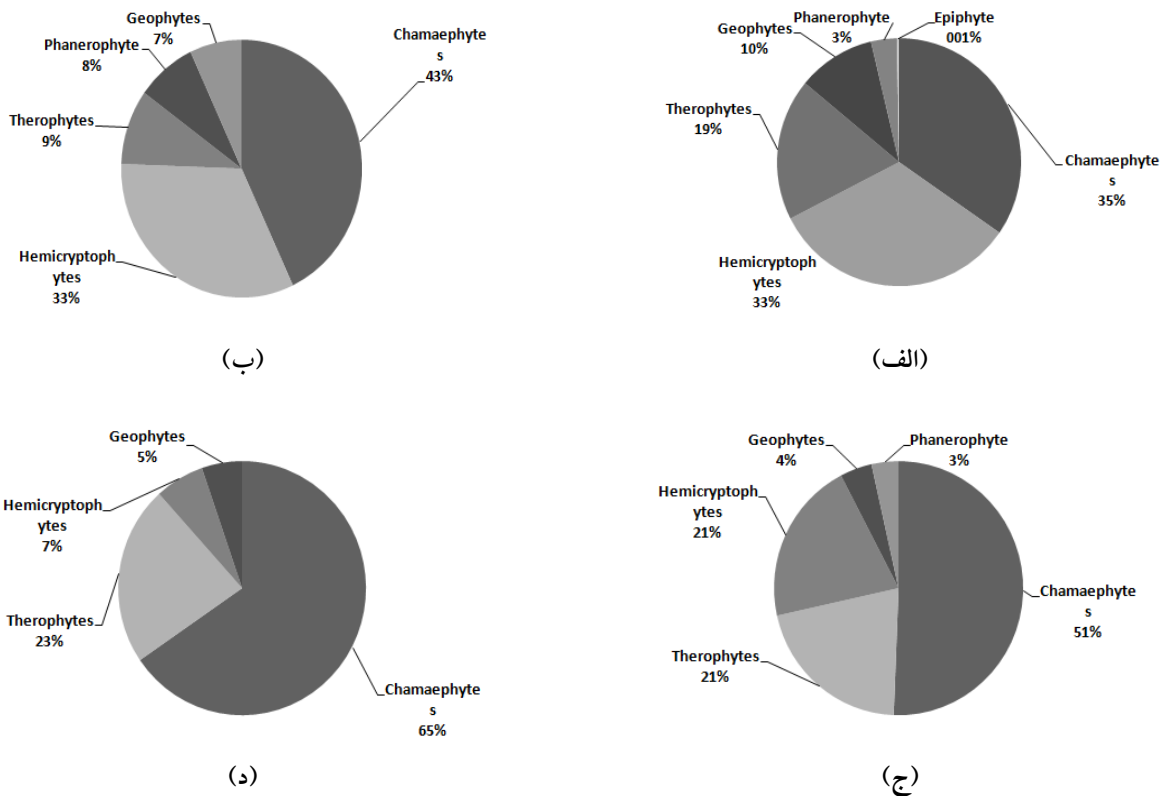 Geophytes
7%
Phanerophyte
8%
Therophytes
9%
Hemicryptoph
ytes
33%
Chamaephyte
s
43%
(ب)
Phanerophyte
3%
Epiphyte
001%
Geophytes
10%
Therophytes
19%
Hemicryptoph
ytes
33%
Chamaephyte
s
35%
(الف)
Geophytes
5%
Hemicryptoph
ytes
7%
Therophytes
23%
Chamaephyte
s
65%
(د)
Geophytes
4%
Phanerophyte
3%
Hemicryptoph
ytes
21%
Therophytes
21%
Chamaephyte
s
51%
(ج)